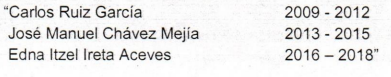 “Carlos Ruiz García 2009 - 2012
José Manuel Chávez Mejía 2013 - 2015
Edna Itzel Ireta Aceves 2016 – 2018”